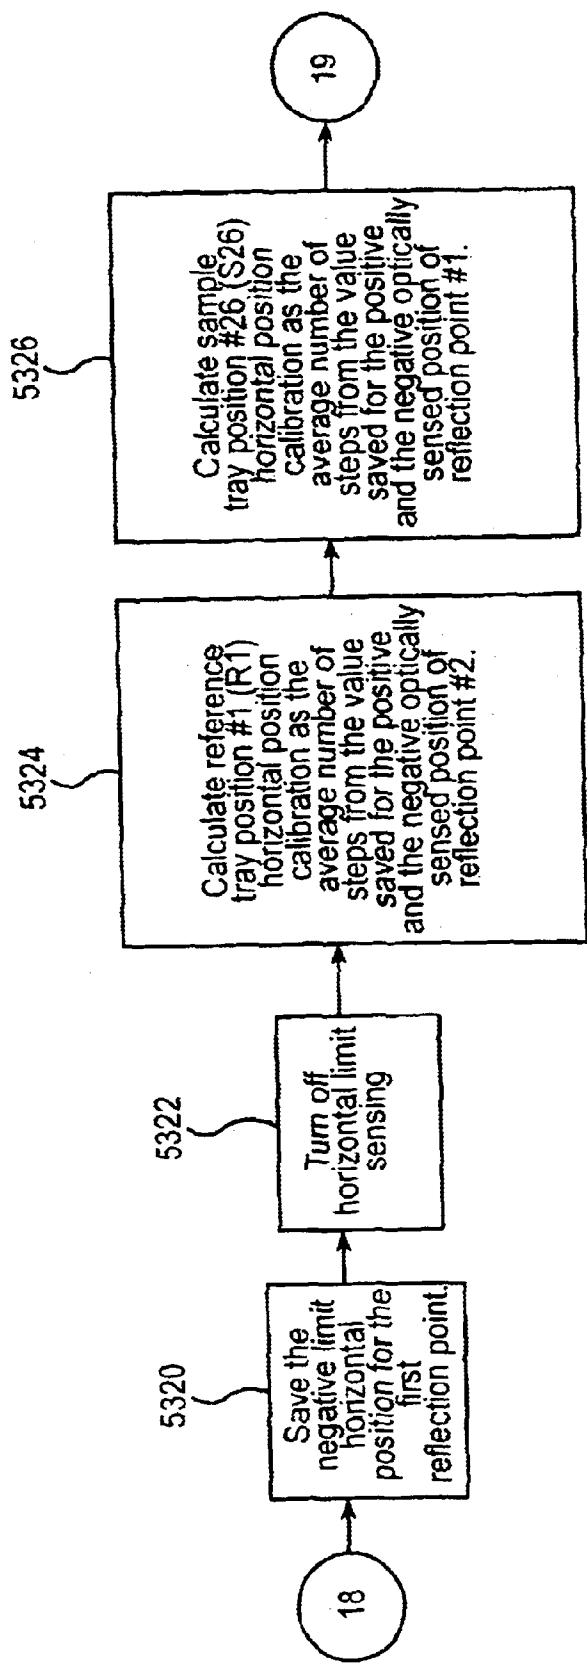 18
5320
Save the
negative limit
horizontal
position for the
first
reflection point.
5322
Turn off
horizontal limit
sensing
5324
Calculate reference
tray position #1 (R1)
horizontal position
calibration as the
average number of
steps from the value
saved for the positive
and the negative optically
sensed position of
reflection point #2.
5326
Calculate sample
tray position #26 (S26)
horizontal position
calibration as the
average number of
steps from the value
saved for the positive
and the negative optically
sensed position of
reflection point #1.
19